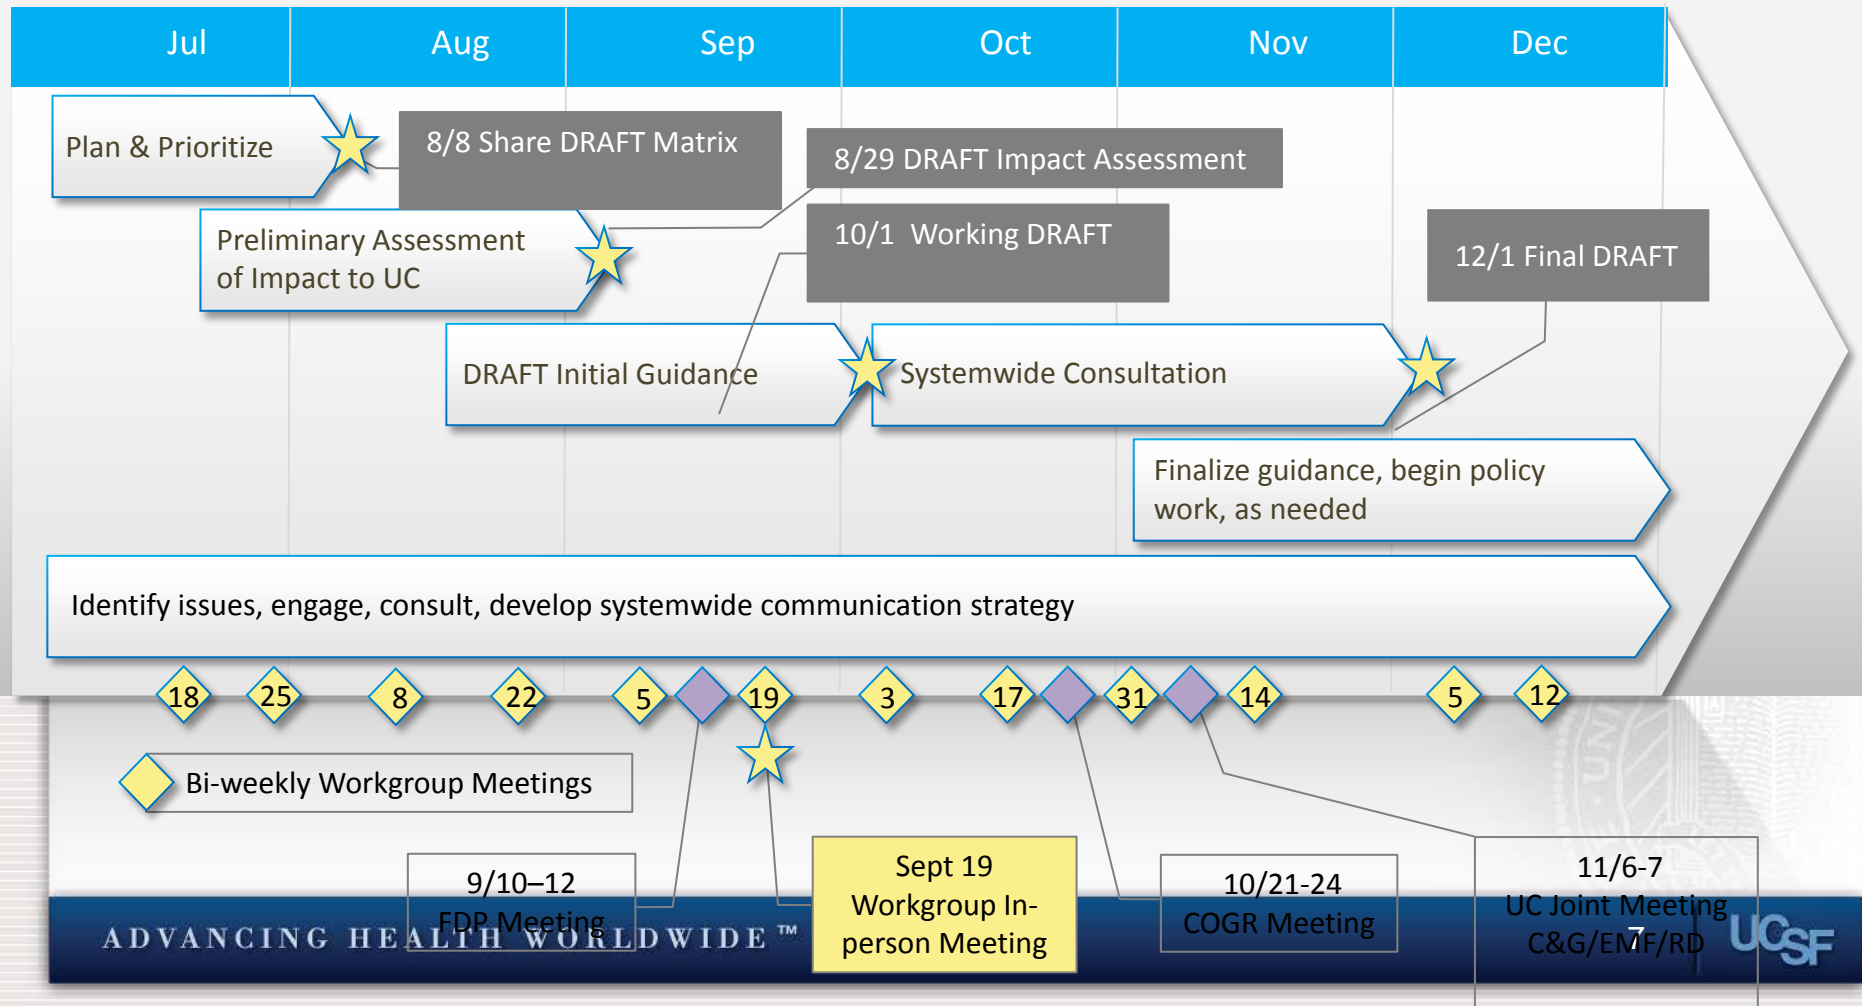 Jul Aug Sep Oct Nov Dec
Plan & Prioritize
8/8 Share DRAFT Matrix
8/29 DRAFT Impact Assessment
Preliminary Assessment
of Impact to UC
10/1 Working DRAFT
12/1 Final DRAFT
DRAFT Initial Guidance
Systemwide Consultation
Finalize guidance, begin policy
work, as needed
Identify issues, engage, consult, develop systemwide communication strategy
18 25 8 22 5 19 3 17 31 14 5 12
Bi-weekly Workgroup Meetings
9/10–12
FDP Meeting
Sept 19
Workgroup In-
person Meeting
10/21-24
COGR Meeting
11/6-7
UC Joint Meeting
C&G/EMF/RD
ADVANCING HEALTH WORLDWIDE™
7
UCSF